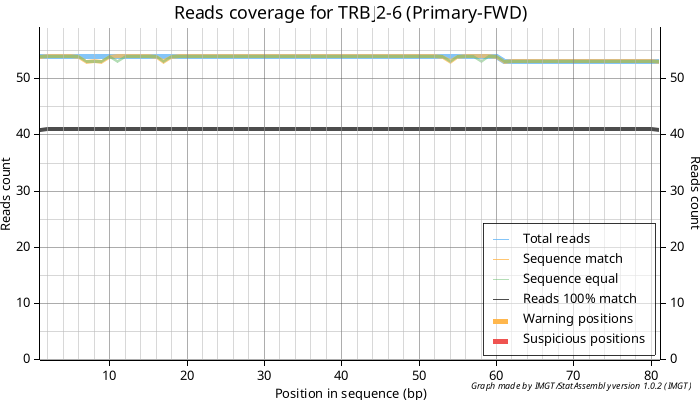 Reads coverage for TRBJ2-6 (Primary-FWD)
50 50
40 40
30 30
20 20
10 10
0 0
Reads count
Reads count
Total reads
Sequence match
Sequence equal
Reads 100% match
Warning positions
Suspicious positions
10 20 30 40 50 60 70 80
Position in sequence (bp)
Graph made by IMGT/StatAssembly version 1.0.2 (IMGT)